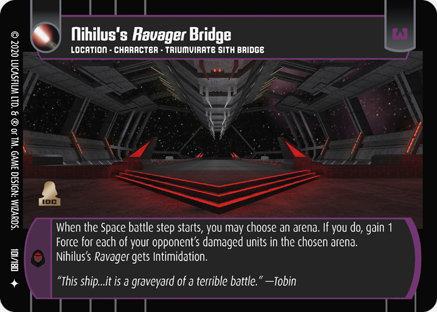 Nihilus's Ravager Bridge
LOCATION - CHARACTER - TRIUMVIRATE SITH BRIDGE
3
© 2020 LUCASFILM LTD. & ® or TM. GAME DESIGN: WIZARDS.
IDC
When the Space battle step starts, you may choose an arena. If you do, gain 1
Force for each of your opponent's damaged units in the chosen arena.
Nihilus's Ravager gets Intimidation.
"This ship...it is a graveyard of a terrible battle." —Tobin